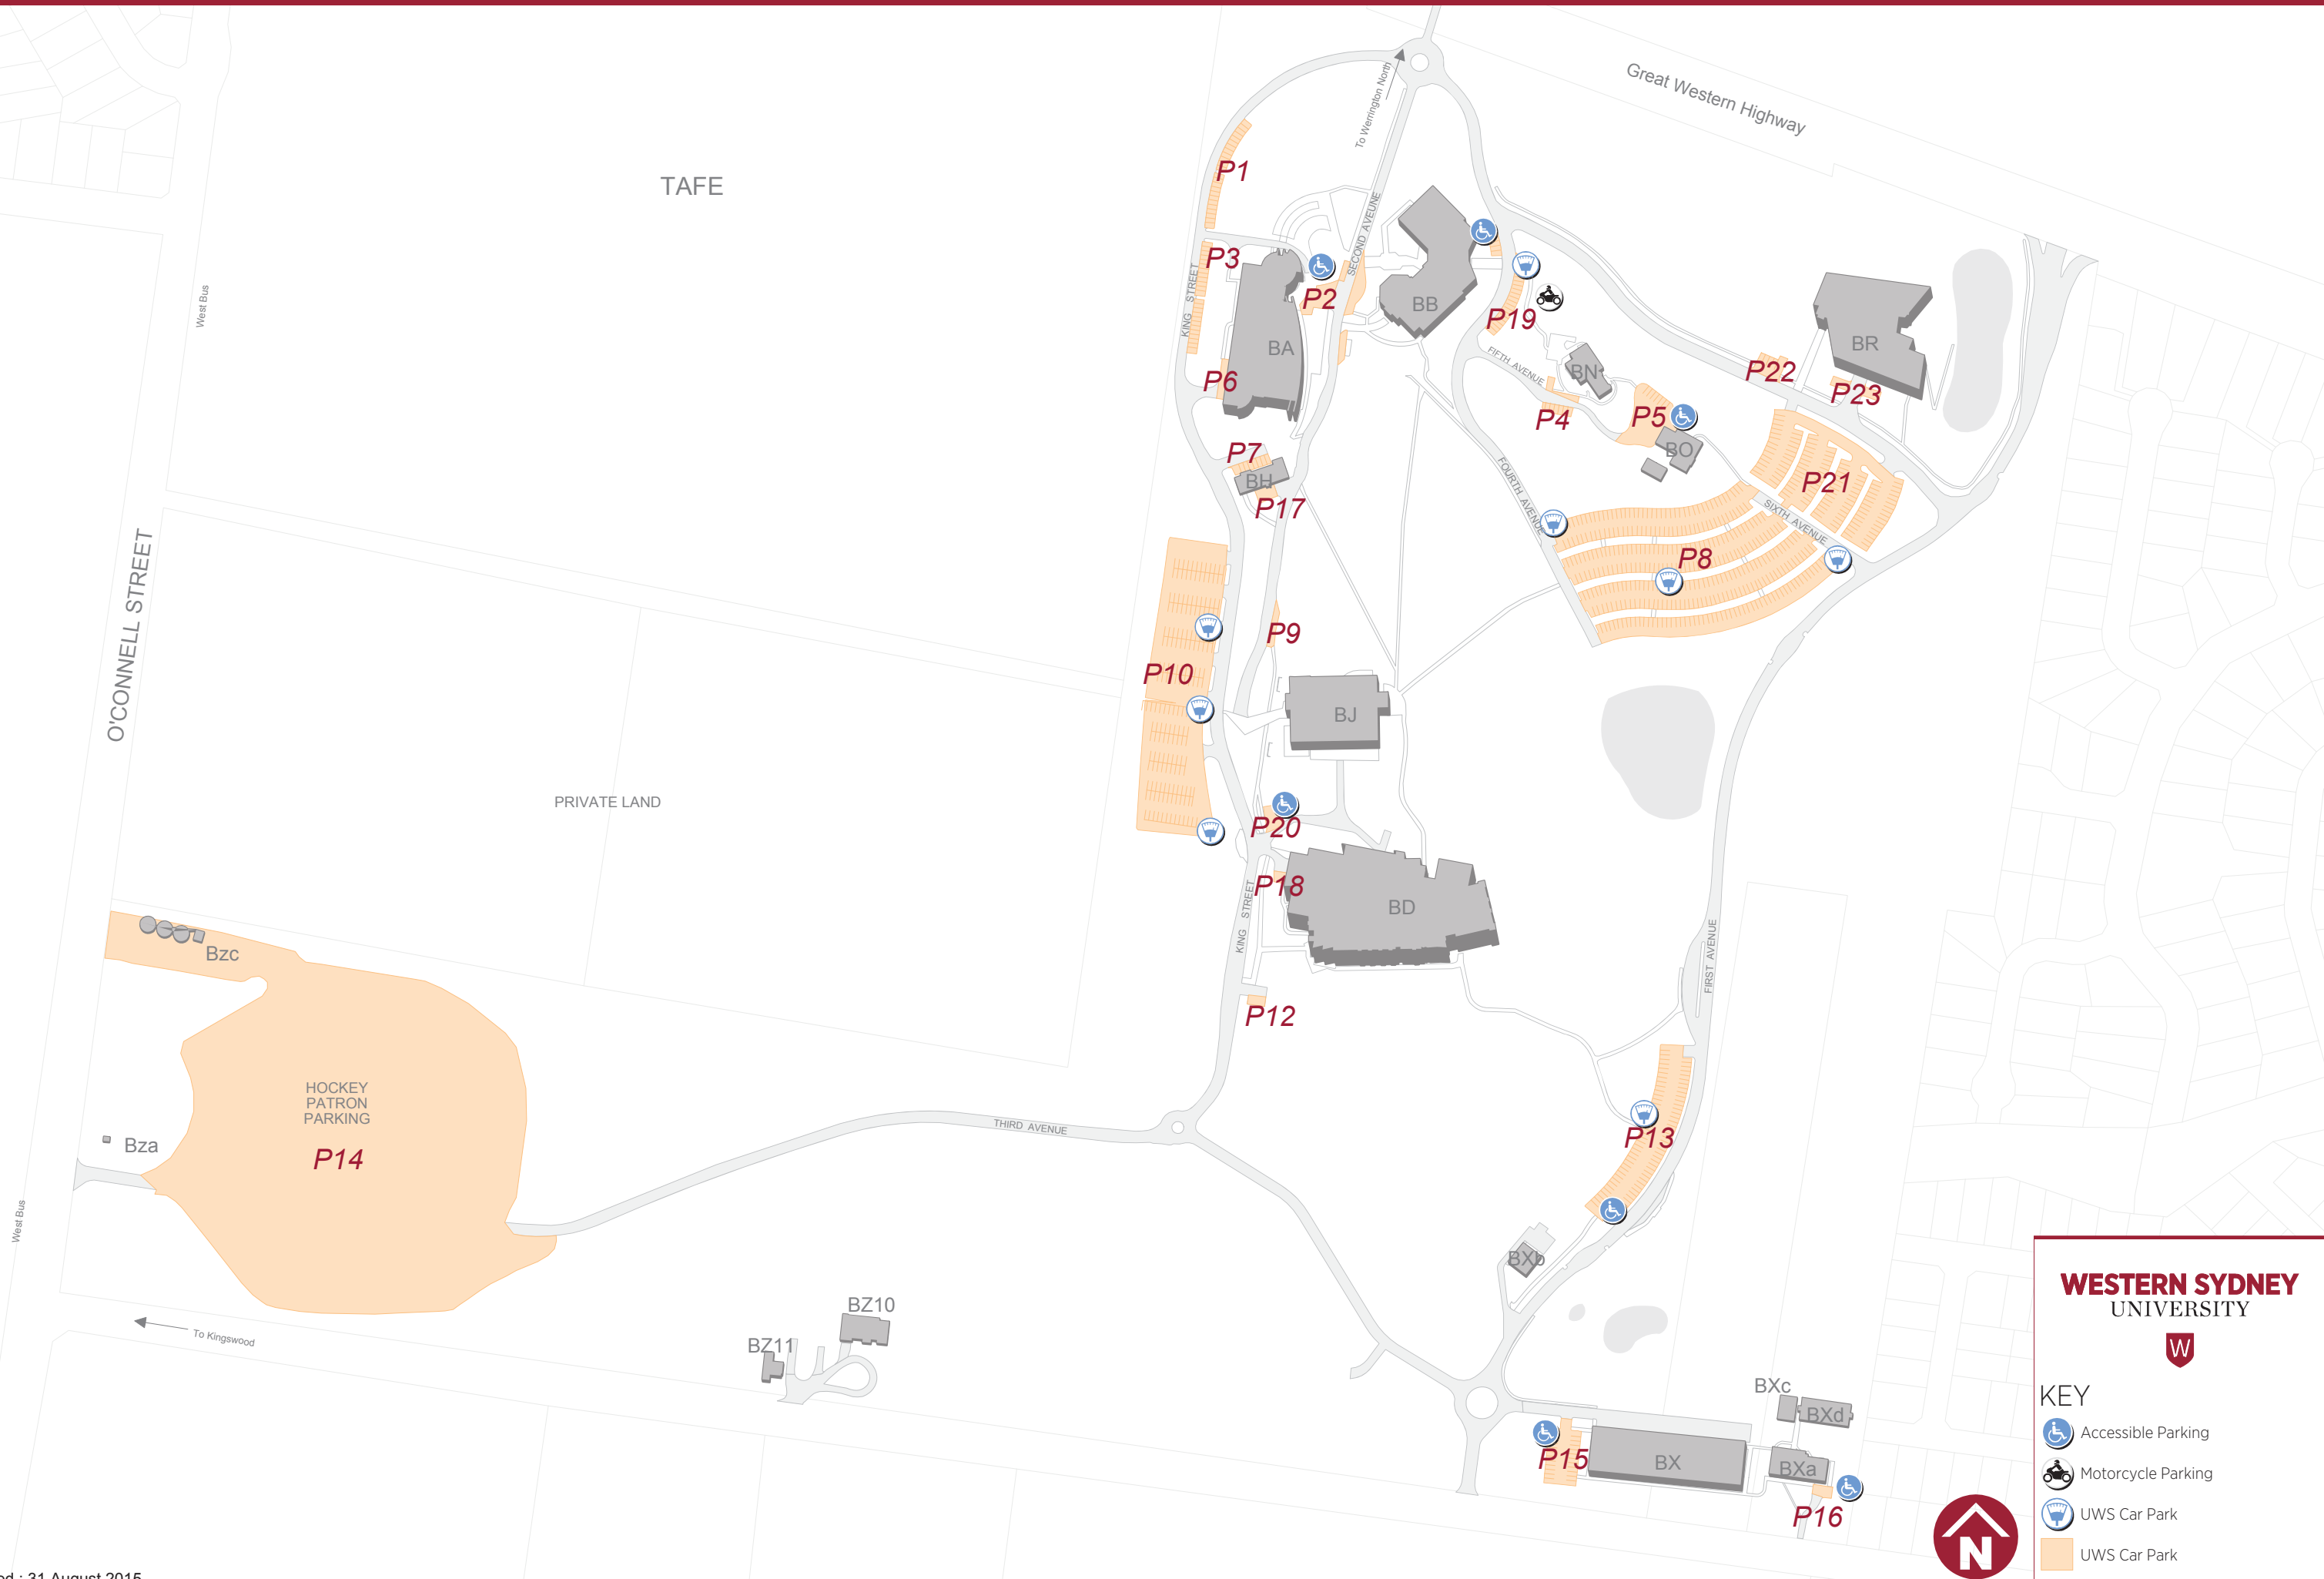 Great Western Highway
To Werrington North
P1
TAFE
SECOND AVEUNE
P3
KING STREET
P2
BB
BA
P19
BR
FIFTH AVENUE
BN
P22
P6
P23
P4
P5
BO
P7
BH
P17
FOURTH AVENUE
P21
SIXTH AVENUE
P8
West Bus
O'CONNELL STREET
P9
P10
BJ
PRIVATE LAND
P20
P18
BD
KING STREET
FIRST AVENUE
Bzc
P12
HOCKEY
PATRON
PARKING
P14
Bza
THIRD AVENUE
P13
West Bus
BXb
To Kingswood
BZ10
BZ11
BXc
BXd
P15
BX
BXa
P16
WESTERN SYDNEY
UNIVERSITY
W
KEY
Accessible Parking
Motorcycle Parking
UWS Car Park
UWS Car Park
N
: 31 August 2015